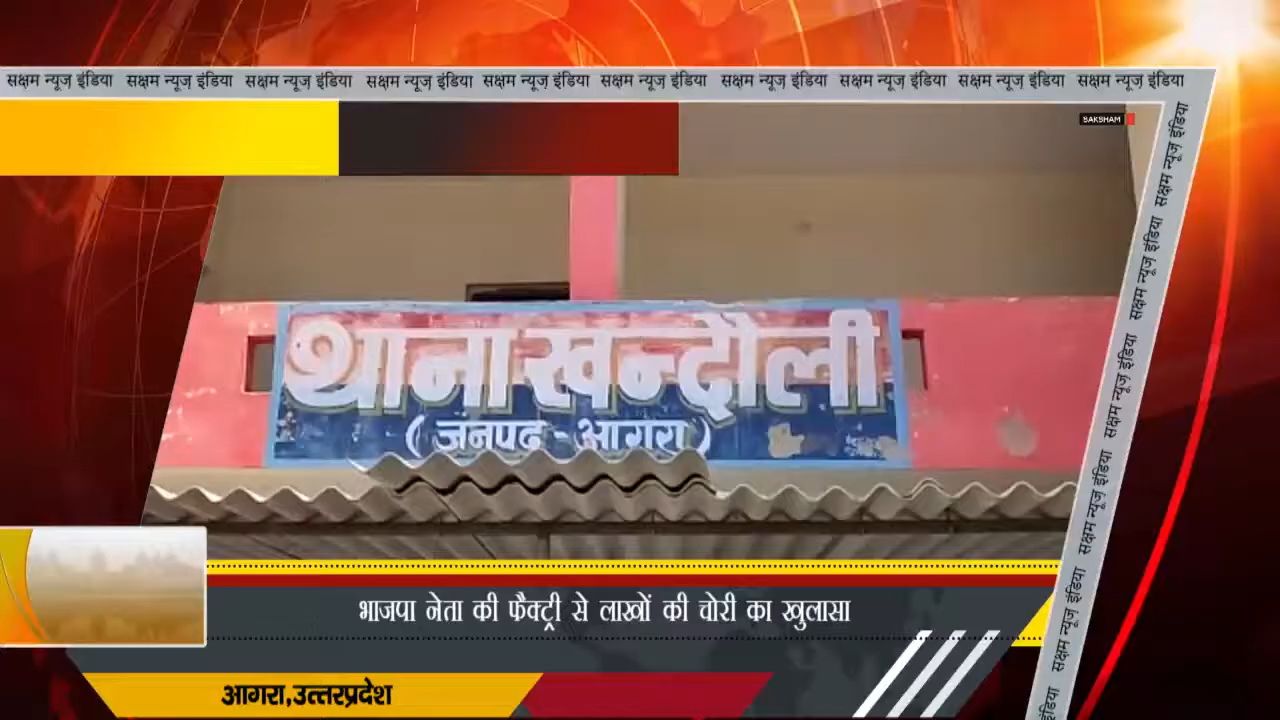 सक्षम न्यूज़ इंडिया सक्षम न्यूज़ इंडिया सक्षम न्यूज़ इंडिया सक्षम न्यूज़ इंडिया सक्षम न्यूज़ इंडिया सक्षम न्यूज़ इंडिया सक्षम न्यूज़ इंडिया सक्षम न्यूज़ इंडिया सक्षम न्यूज़ इंडिया सक्षम न्यूज़ इंडिया
SAKSHAM
थाना खन्दौली
( जनपद - आगरा )
भाजपा नेता की फैक्ट्री से लाखों की चोरी का खुलासा
आगरा,उत्तरप्रदेश
सक्षम न्यूज़ इंडिया सक्षम न्यूज़ इंडिया सक्षम न्यूज़ इंडिया सक्षम न्यूज़ इंडिया सक्षम न्यूज़ इंडिया इंडिया